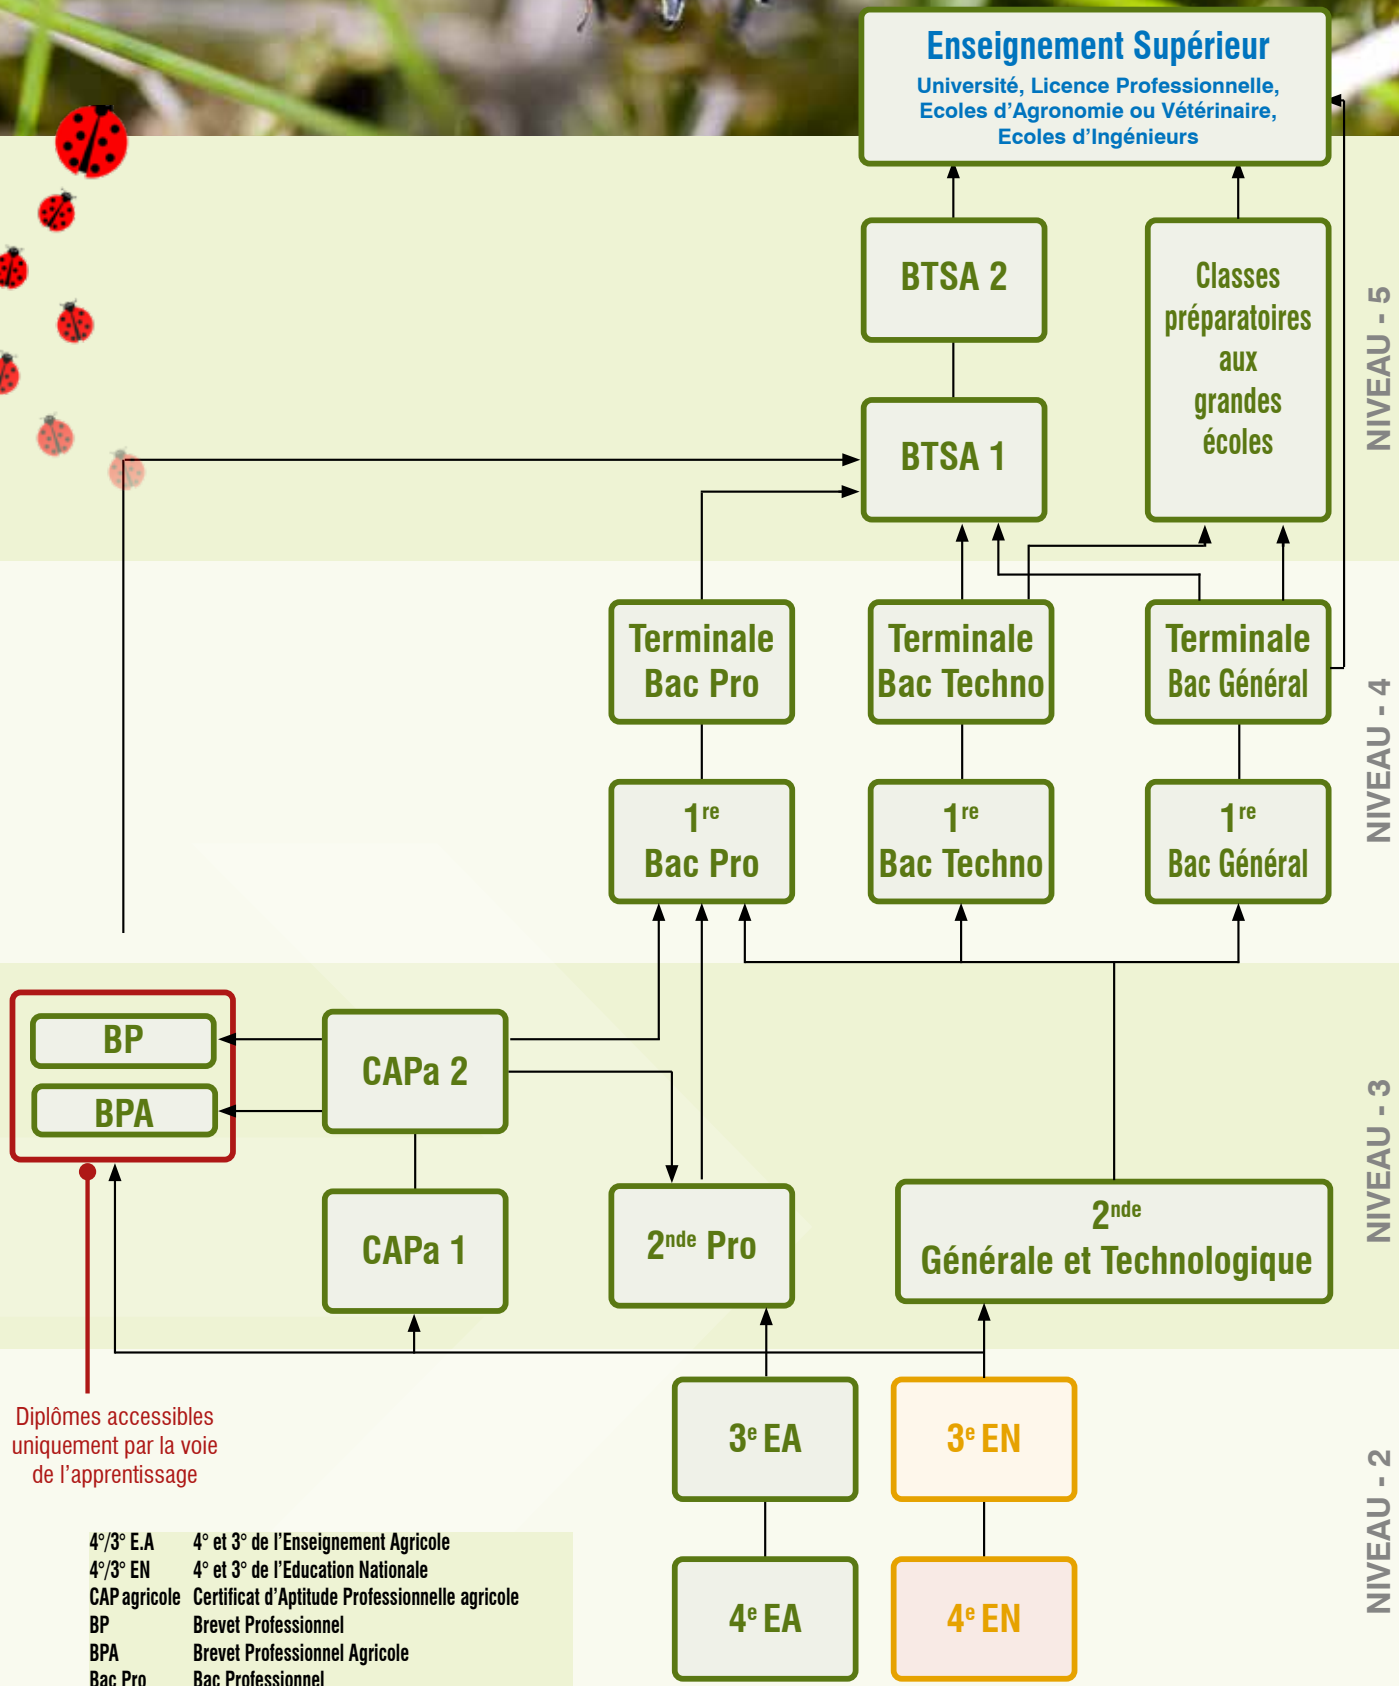 Enseignement Supérieur
Université, Licence Professionnelle,
Ecoles d'Agronomie ou Vétérinaire,
Ecoles d'Ingénieurs
BTSA 2
Classes
préparatoires
aux
grandes
écoles
NIVEAU - 5
BTSA 1
Terminale
Bac Pro
Terminale
Bac Techno
Terminale
Bac Général
NIVEAU - 4
1re
Bac Pro
1re
Bac Techno
1re
Bac Général
BP
BPA
CAPa 2
NIVEAU - 3
CAPa 1
2nde Pro
2nde
Générale et Technologique
Diplômes accessibles
uniquement par la voie
de l'apprentissage
3e EA
3e EN
NIVEAU - 2
4e EA
4e EN
4°/3° E.A 4° et 3° de l'Enseignement Agricole
4°/3° EN 4° et 3° de l'Education Nationale
CAP agricole Certificat d'Aptitude Professionnelle agricole
BP Brevet Professionnel
BPA Brevet Professionnel Agricole
Bac Pro Bac Professionnel